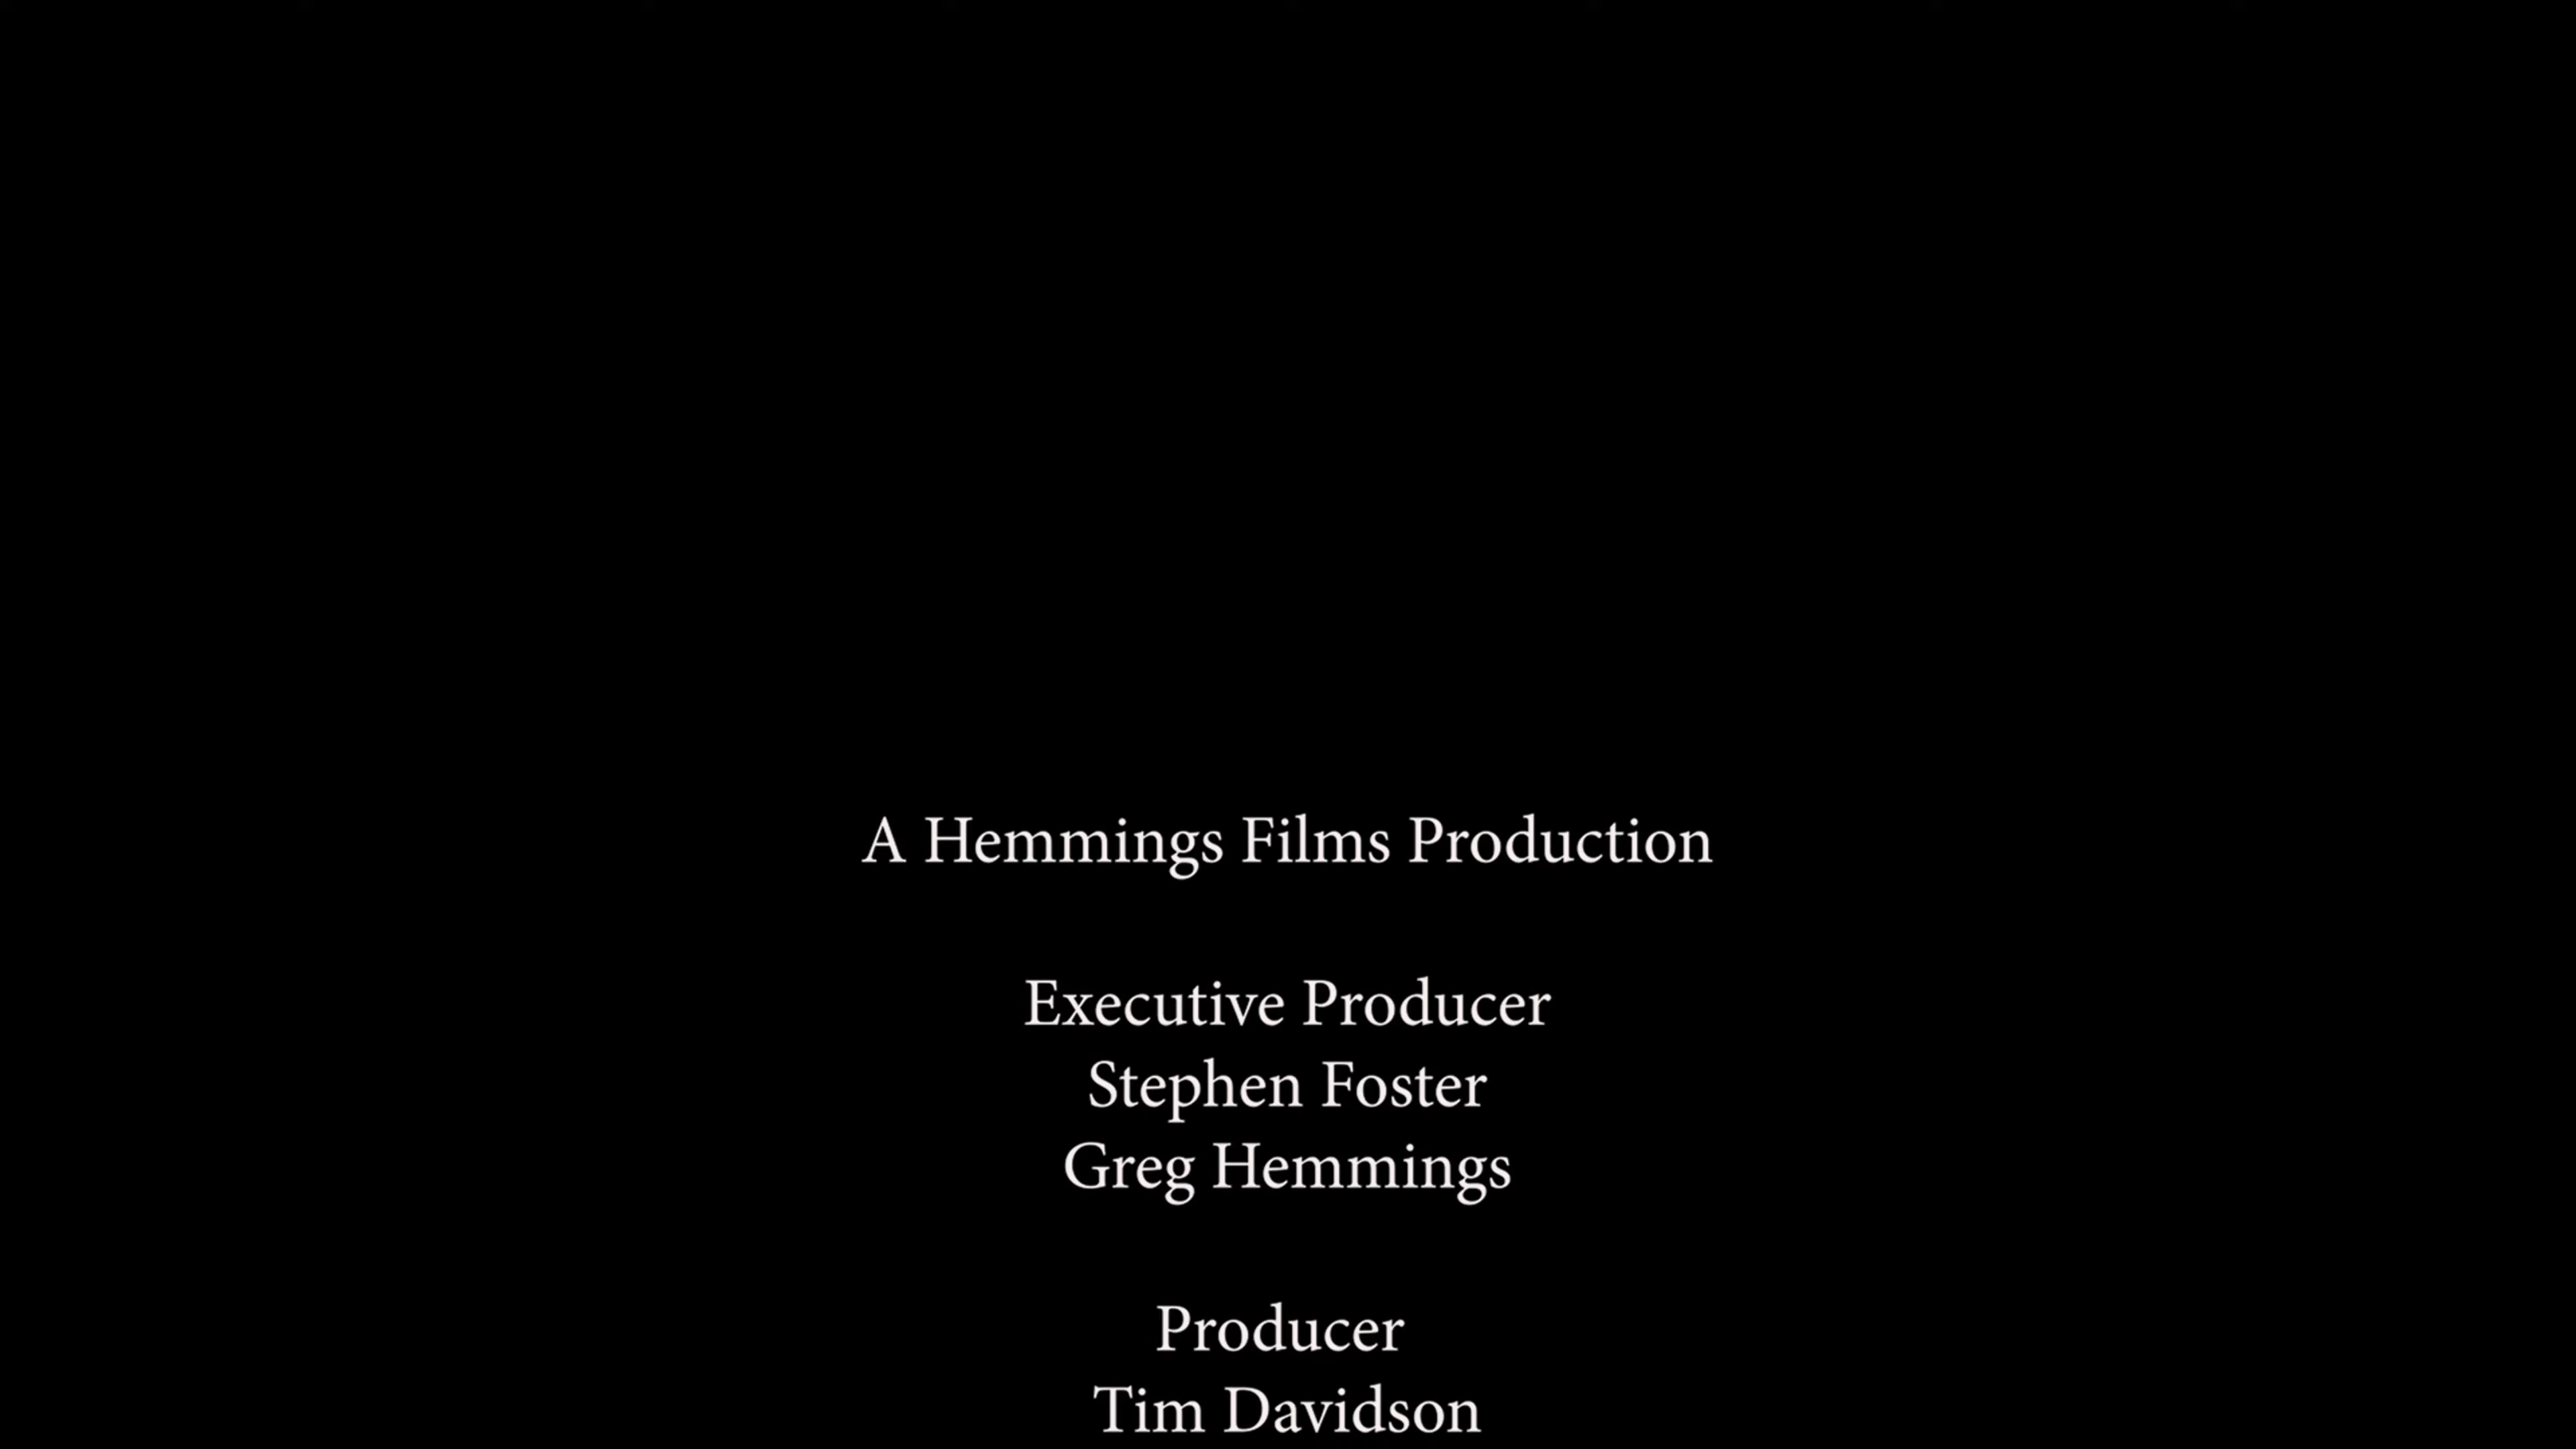 A Hemmings Films Production
Executive Producer
Stephen Foster
Greg Hemmings
Producer
Tim Davidson